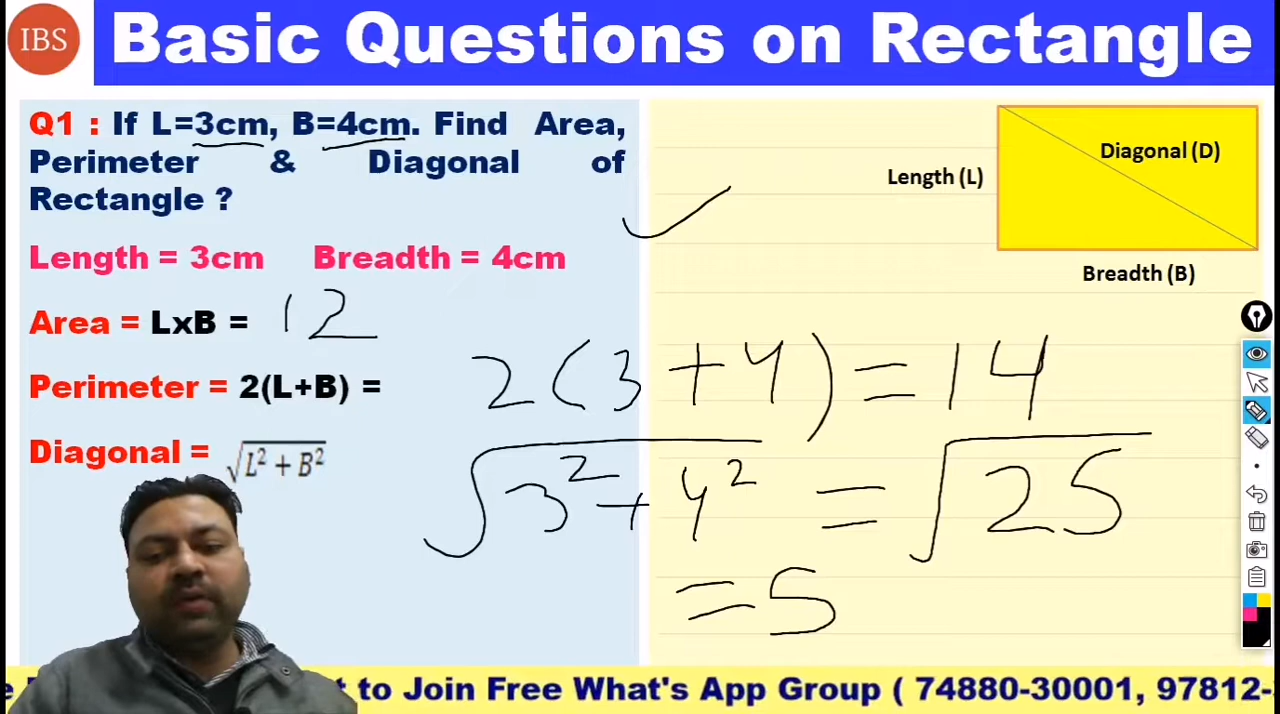 IBS
Basic Questions on Rectangle
Q1 : If L=3cm, B=4cm. Find Area,
Perimeter & Diagonal of
Rectangle ?
Length = 3cm Breadth = 4cm
Area = LxB = 12
Perimeter = 2(L+B) = 2(3+4) = 14
Diagonal = √L² + B² √3² + 4² = √25
= 5
Diagonal (D)
Length (L)
Breadth (B)
t to Join Free What's App Group ( 74880-30001, 97812-